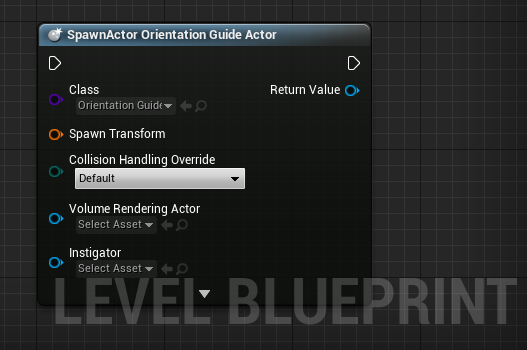 SpawnActor Orientation Guide Actor
Class
Orientation Guide
Return Value
Spawn Transform
Collision Handling Override
Default
Volume Rendering Actor
Select Asset
Instigator
Select Asset
LEVEL BLUEPRINT